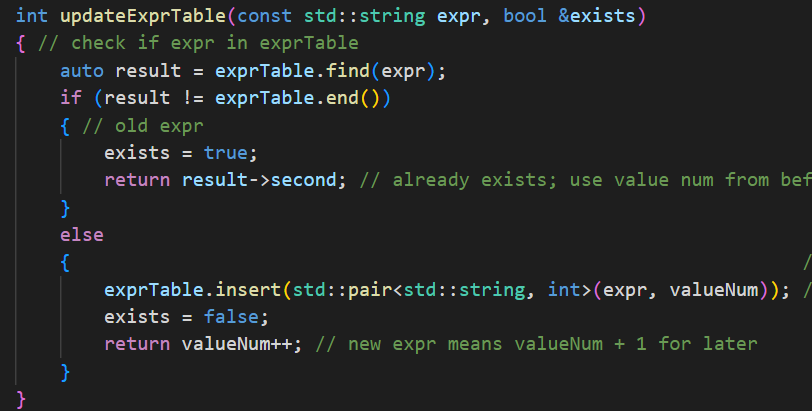 int updateExprTable(const std::string expr, bool &exists)
{ // check if expr in exprTable
    auto result = exprTable.find(expr);
    if (result != exprTable.end())
    { // old expr
        exists = true;
        return result->second; // already exists; use value num from bef
    }
    else
    { /
        exprTable.insert(std::pair<std::string, int>(expr, valueNum)); /
        exists = false;
        return valueNum++; // new expr means valueNum + 1 for later
    }
}